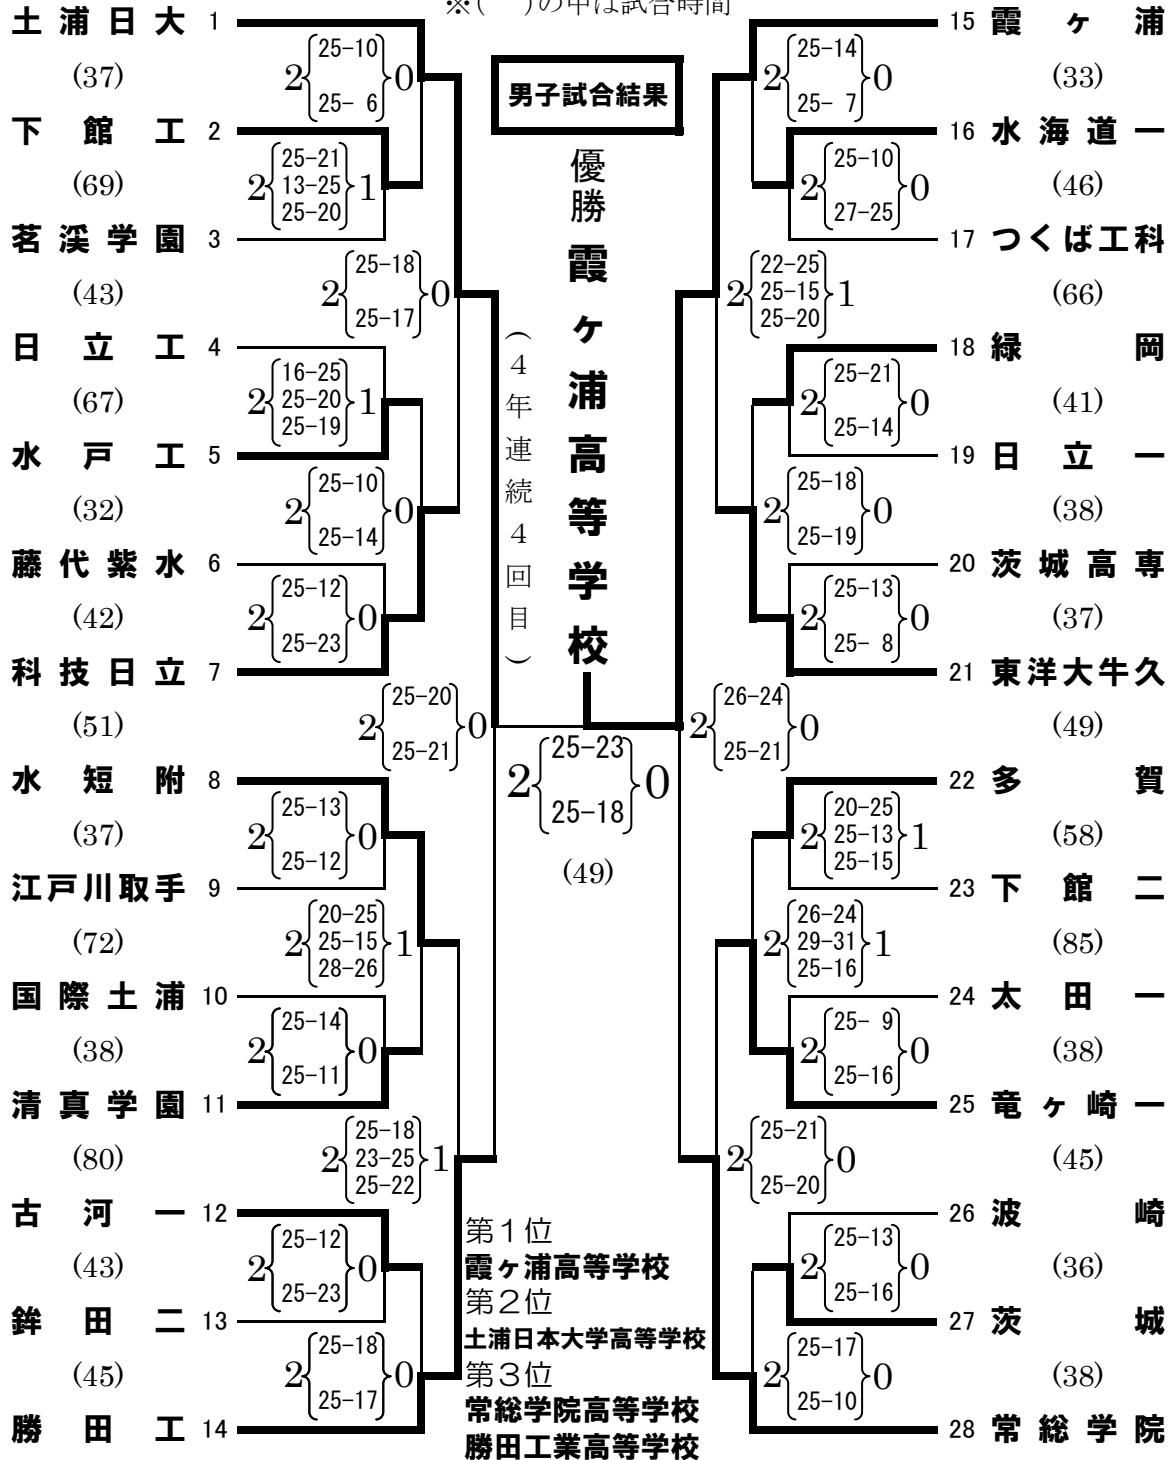 ※(　)の中は試合時間
男子試合結果
優勝
霞ヶ浦高等学校
(4年連続4回目)
土浦日大 1
(37)
2 25-10 0
25- 6
下館工 2
(69)
2 25-21 1
13-25
25-20
茗渓学園 3
(43)
2 25-18 0
25-17
日立工 4
(67)
2 16-25 1
25-20
25-19
水戸工 5
(32)
2 25-10 0
25-14
藤代紫水 6
(42)
2 25-12 0
25-23
科技日立 7
(51)
2 25-20 0
25-21
水短附 8
(37)
2 25-13 0
25-12
江戸川取手 9
(72)
2 20-25 1
25-15
28-26
国際土浦 10
(38)
2 25-14 0
25-11
清真学園 11
(80)
2 25-18 1
23-25
25-22
古河一 12
(43)
2 25-12 0
25-23
鉾田二 13
(45)
2 25-18 0
25-17
勝田工 14
2 25-23 0
25-18
(49)
15 霞ヶ浦
(33)
2 25-14 0
25- 7
16 水海道一
(46)
2 25-10 0
27-25
17 つくば工科
(66)
2 22-25 1
25-15
25-20
18 緑岡
(41)
2 25-21 0
25-14
19 日立一
(38)
2 25-18 0
25-19
20 茨城高専
(37)
2 25-13 0
25- 8
21 東洋大牛久
(49)
2 26-24 0
25-21
22 多賀
(58)
2 20-25 1
25-13
25-15
23 下館二
(85)
2 26-24 1
29-31
25-16
24 太田一
(38)
2 25- 9 0
25-16
25 竜ヶ崎一
(45)
2 25-21 0
25-20
26 波崎
(36)
2 25-13 0
25-16
27 茨城
(38)
2 25-17 0
25-10
28 常総学院
第1位
霞ヶ浦高等学校
第2位
土浦日本大学高等学校
第3位
常総学院高等学校
勝田工業高等学校